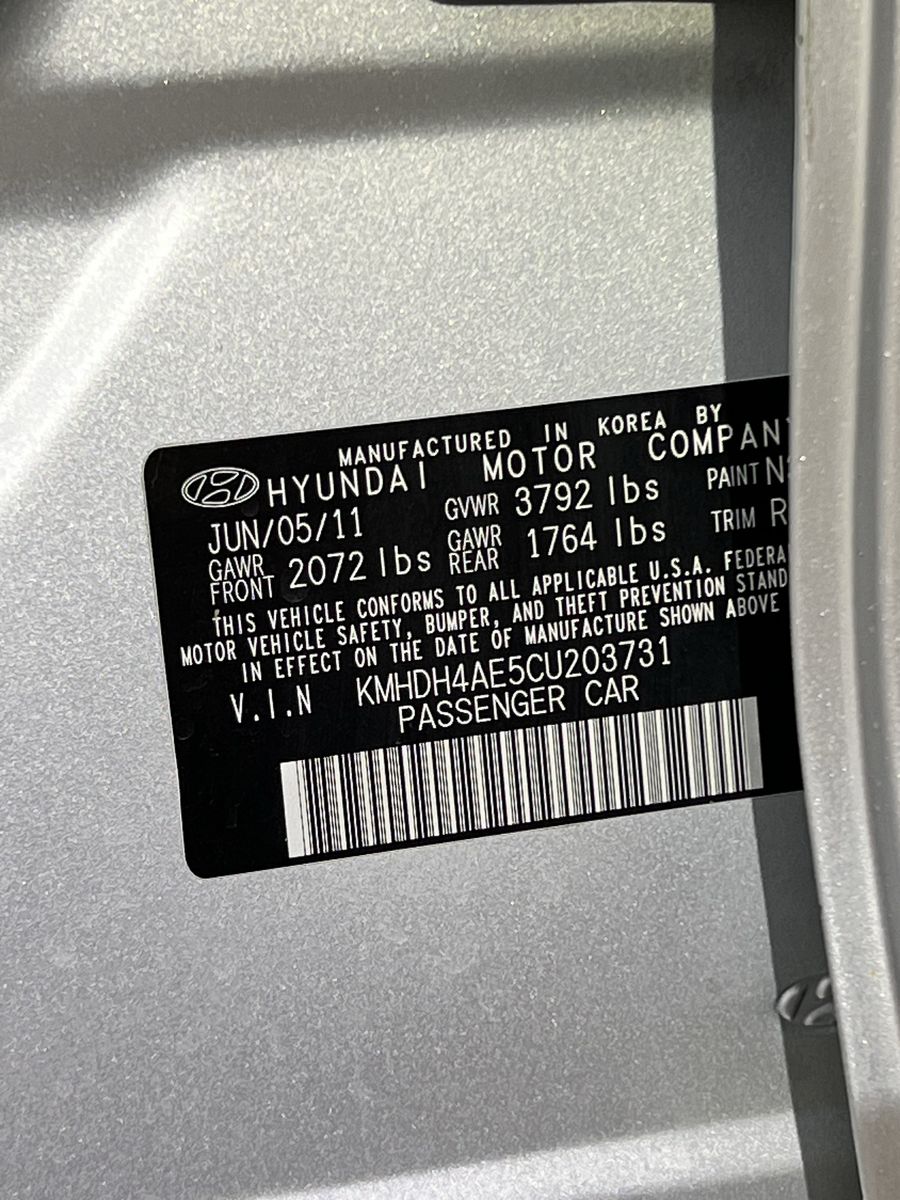 MANUFACTURED IN KOREA BY
HYUNDAI MOTOR COMPAN
JUN/05/11 GVWR 3792 lbs PAINT N
GAWR FRONT 2072 lbs GAWR REAR 1764 lbs TRIM R
THIS VEHICLE CONFORMS TO ALL APPLICABLE U.S.A. FEDERA
MOTOR VEHICLE SAFETY, BUMPER, AND THEFT PREVENTION STAND
IN EFFECT ON THE DATE OF MANUFACTURE SHOWN ABOVE
V.I.N KMHDH4AE5CU203731
PASSENGER CAR